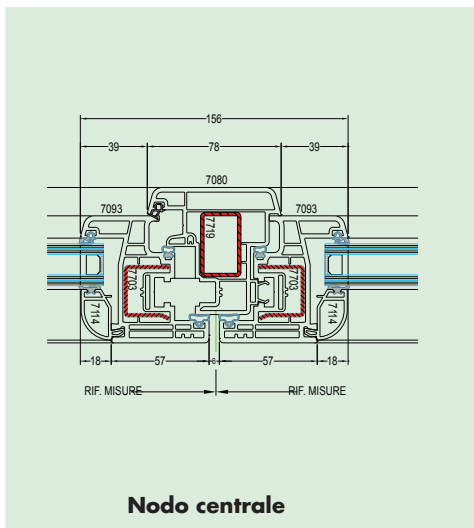 156
39 78 39
7080
7093 7093
7719
7703 7703
7114 7114
18 57 6 57 18
RIF. MISURE RIF. MISURE
Nodo centrale